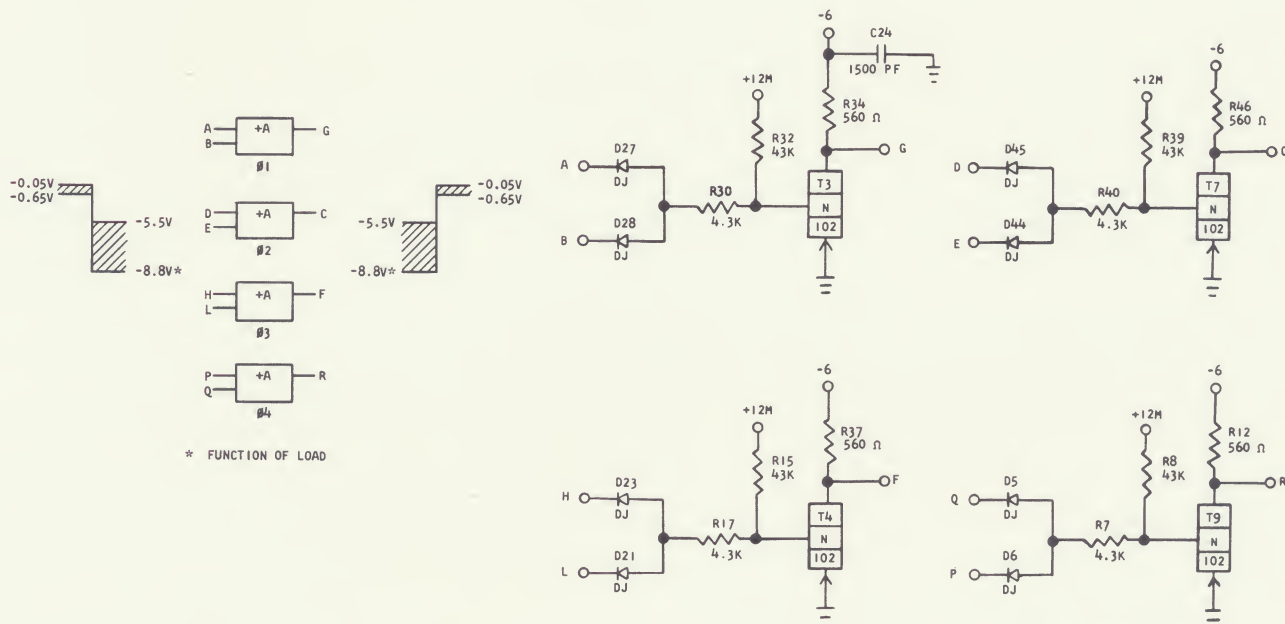 A
B
+A
G
Ø1
-0.05V
-0.65V
-5.5V
-8.8V*
D
E
+A
C
Ø2
-0.05V
-0.65V
-5.5V
-8.8V*
H
L
+A
F
Ø3
P
Q
+A
R
Ø4
* FUNCTION OF LOAD
-6
C24
1500 PF
+12M
R34
560 Ω
R32
43K
G
A
D27
DJ
R30
4.3K
B
D28
DJ
T3
N
102
-6
+12M
R46
560 Ω
R39
43K
D
D45
DJ
R40
4.3K
E
D44
DJ
T7
N
102
-6
+12M
R37
560 Ω
R15
43K
F
H
D23
DJ
R17
4.3K
L
D21
DJ
T4
N
102
-6
+12M
R12
560 Ω
R8
43K
R
Q
D5
DJ
R7
4.3K
P
D6
DJ
T9
N
102